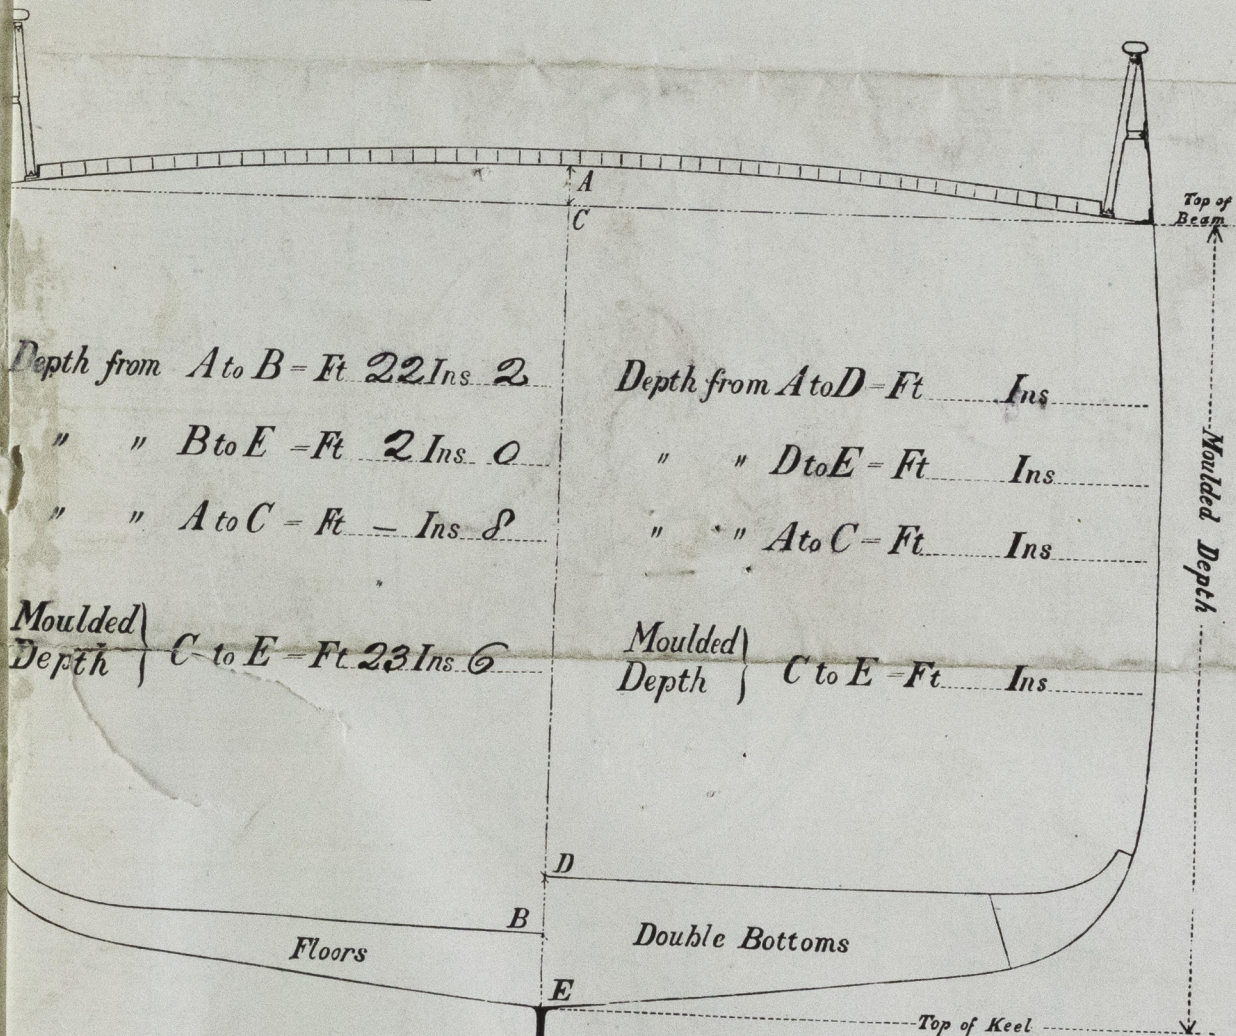 A
C
Top of
Beam
Depth from A to B = Ft 22 Ins 2
" " B to E = Ft 2 Ins 0
" " A to C = Ft — Ins 8
Moulded
Depth } C to E = Ft 23 Ins 6
Depth from A to D = Ft Ins
" " D to E = Ft Ins
" " A to C = Ft Ins
Moulded
Depth } C to E = Ft Ins
Moulded Depth
D
B
Floors
Double Bottoms
E
Top of Keel